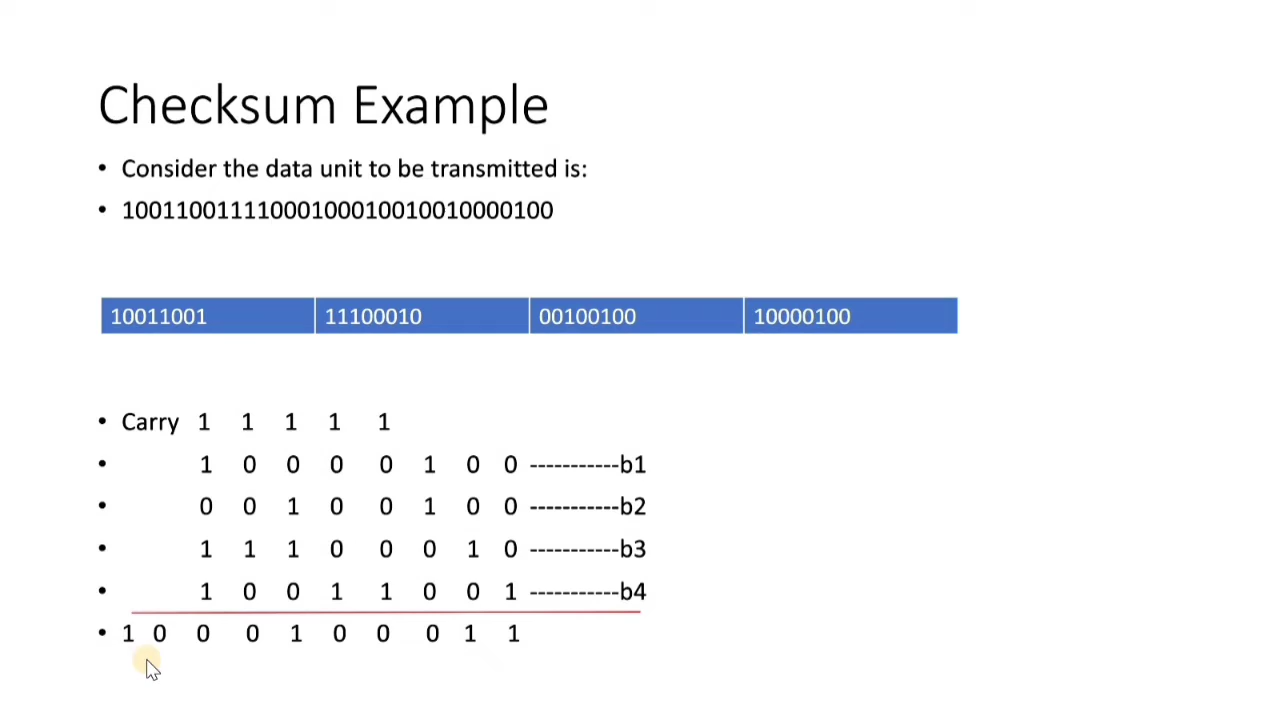 Checksum Example
• Consider the data unit to be transmitted is:
• 10011001111000100010010010000100
10011001 11100010 00100100 10000100
• Carry 1 1 1 1 1
• 1 0 0 0 0 1 0 0 -----------b1
• 0 0 1 0 0 1 0 0 -----------b2
• 1 1 1 0 0 0 1 0 -----------b3
• 1 0 0 1 1 0 0 1 -----------b4
• 1 0 0 0 1 0 0 0 1 1